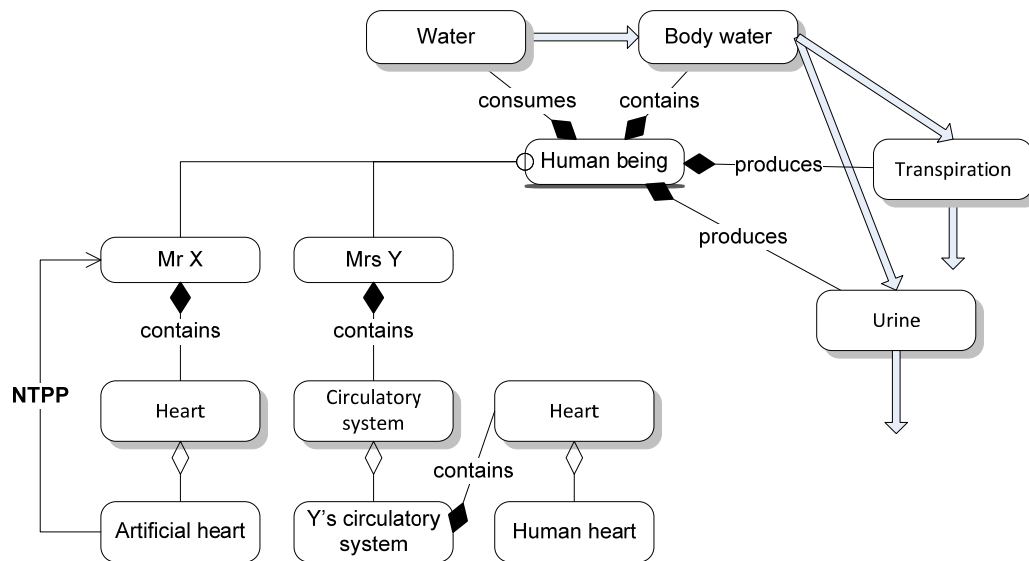 Water
Body water
consumes
contains
Human being
produces
Transpiration
produces
Mr X
Mrs Y
Urine
contains
contains
NTPP
Heart
Circulatory
system
Heart
contains
Artificial heart
Y's circulatory
system
Human heart